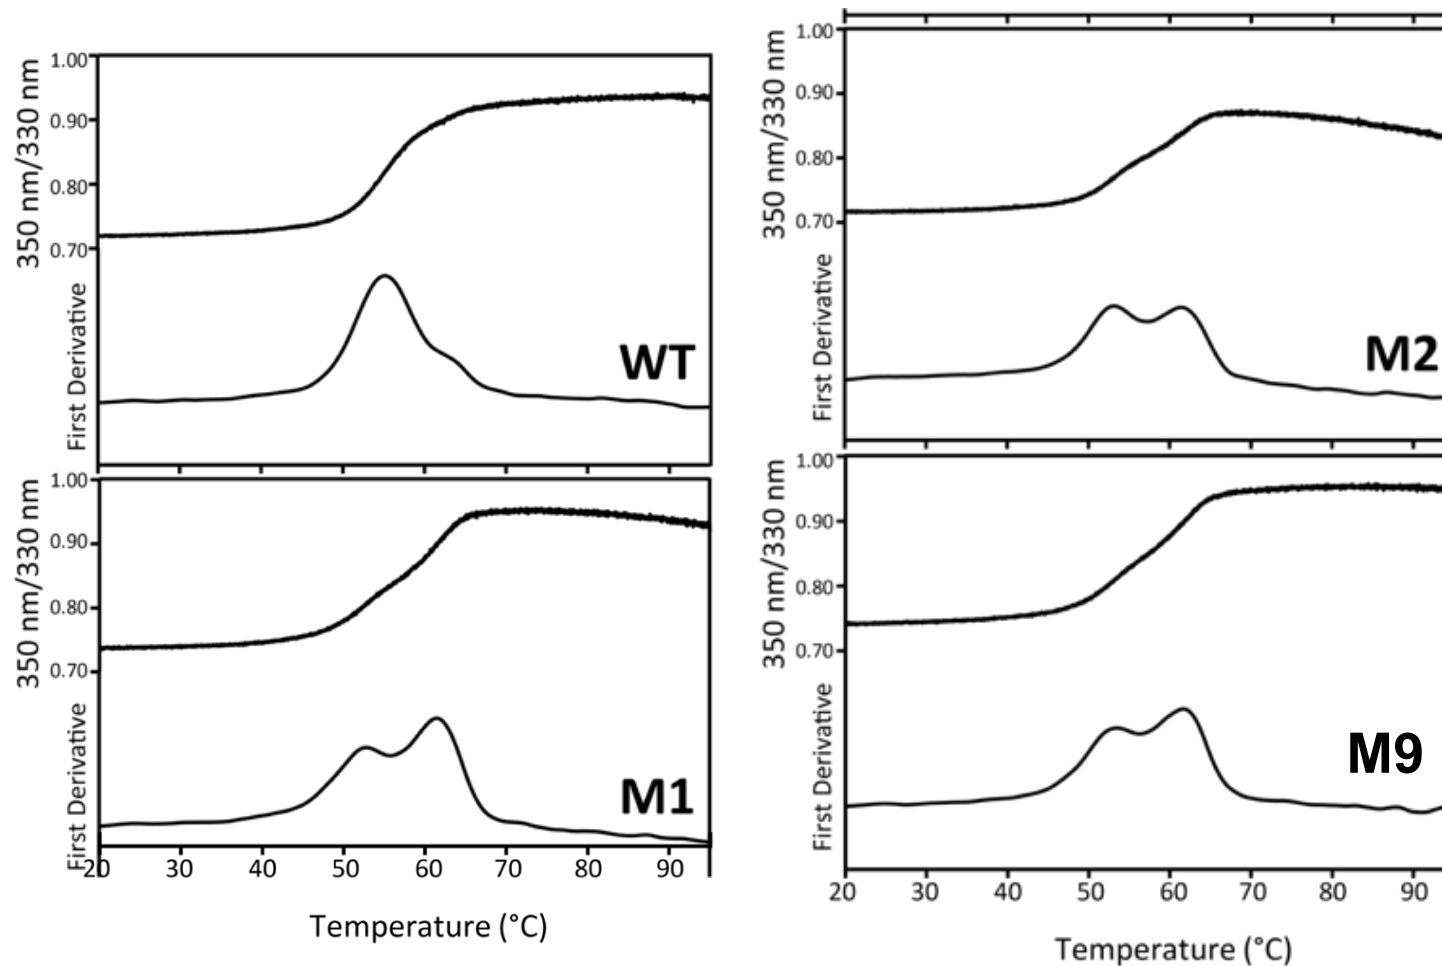 350 nm/330 nm
1.00
0.90
0.80
0.70
First Derivative
WT
350 nm/330 nm
1.00
0.90
0.80
0.70
First Derivative
M1
20 30 40 50 60 70 80 90
Temperature (°C)
350 nm/330 nm
1.00
0.90
0.80
0.70
First Derivative
M2
350 nm/330 nm
1.00
0.90
0.80
0.70
First Derivative
M9
20 30 40 50 60 70 80 90
Temperature (°C)